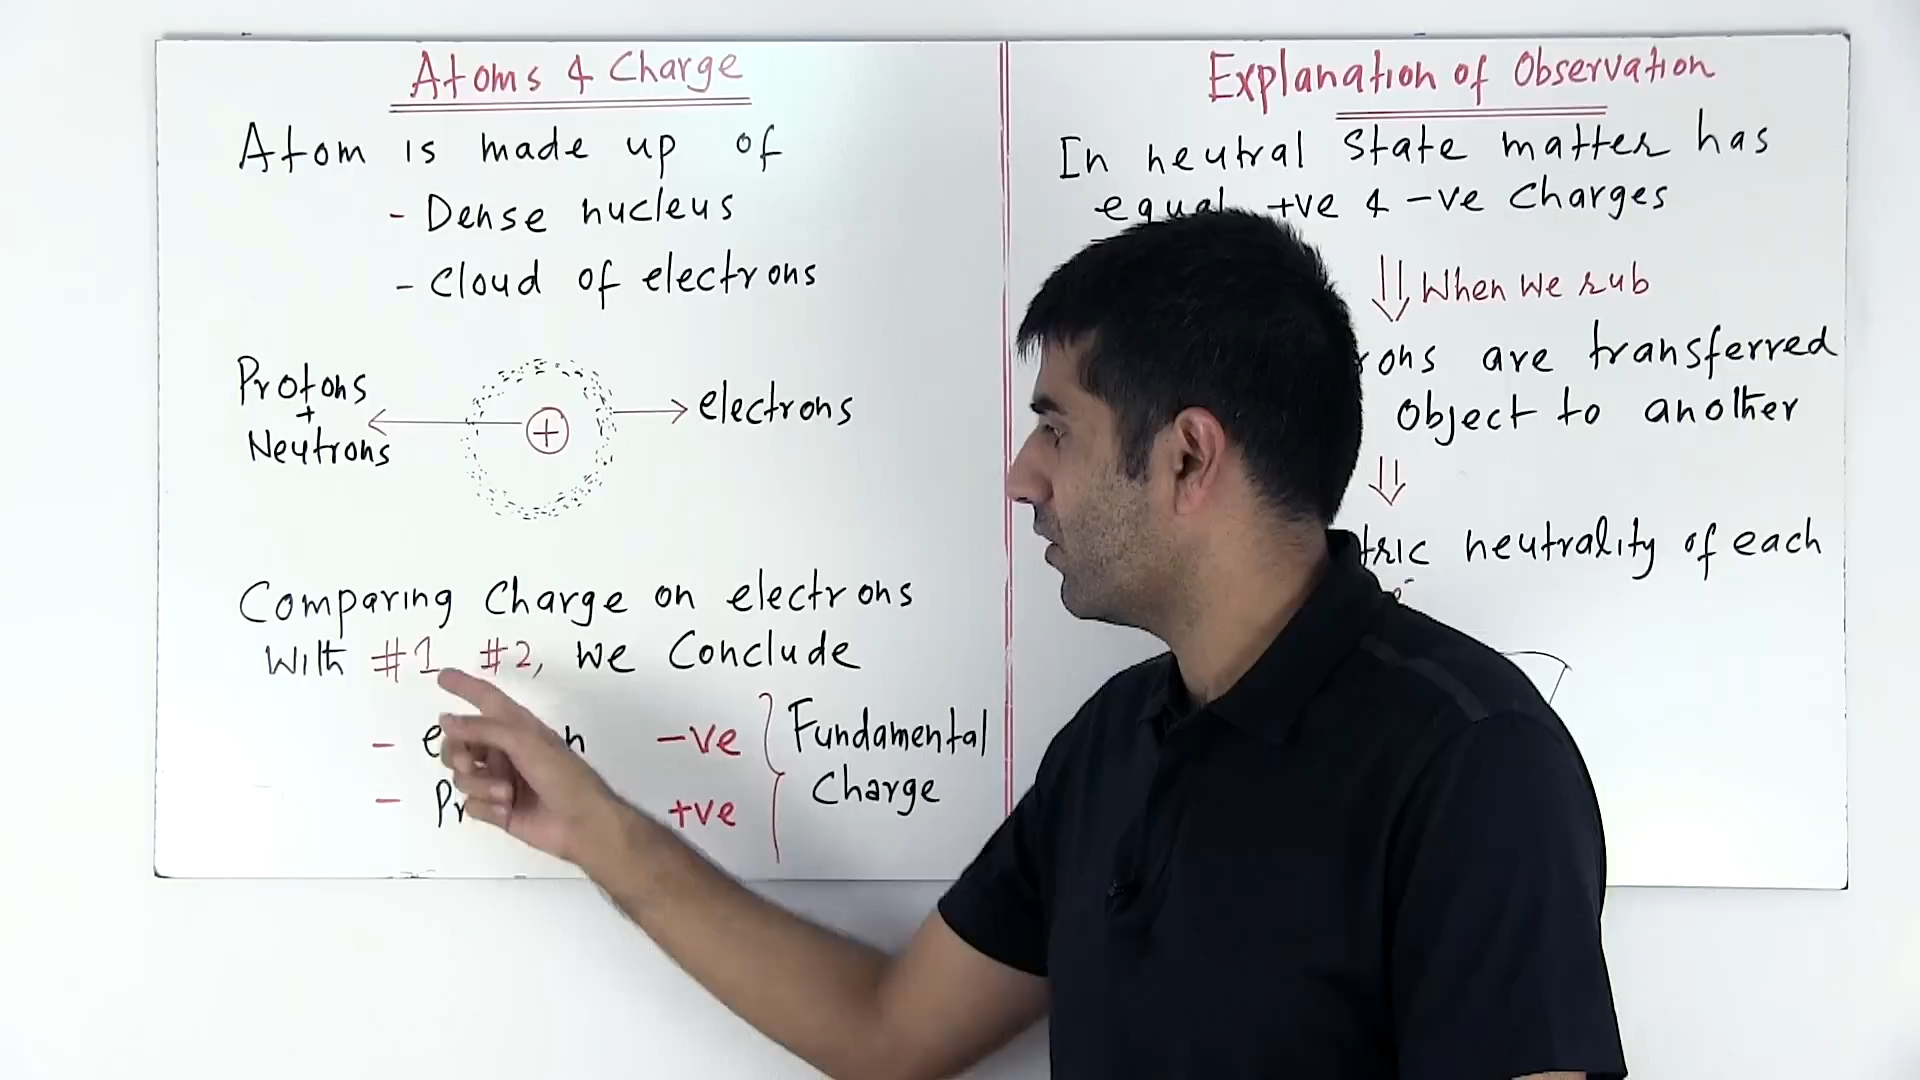 Atoms & Charge
Atom is made up of
- Dense nucleus
- Cloud of electrons
Protons
+
Neutrons
+
electrons
Comparing Charge on electrons
With #1, #2, we Conclude
- -ve
- +ve
Fundamental
Charge
Explanation of Observation
In neutral State matter has
equal +ve & -ve Charges
When we rub
are transferred
Object to another
neutrality of each